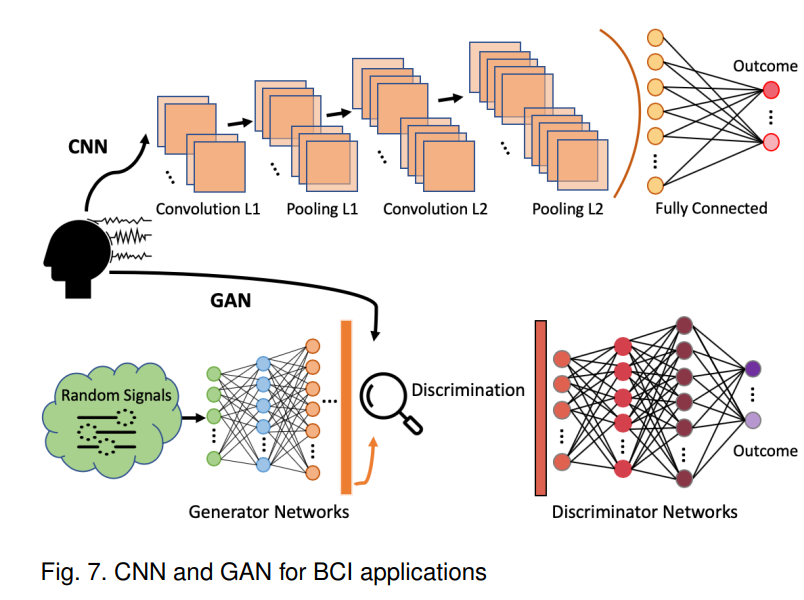 CNN
Outcome
Convolution L1
Pooling L1
Convolution L2
Pooling L2
Fully Connected
GAN
Random Signals
Discrimination
Outcome
Generator Networks
Discriminator Networks
Fig. 7. CNN and GAN for BCI applications